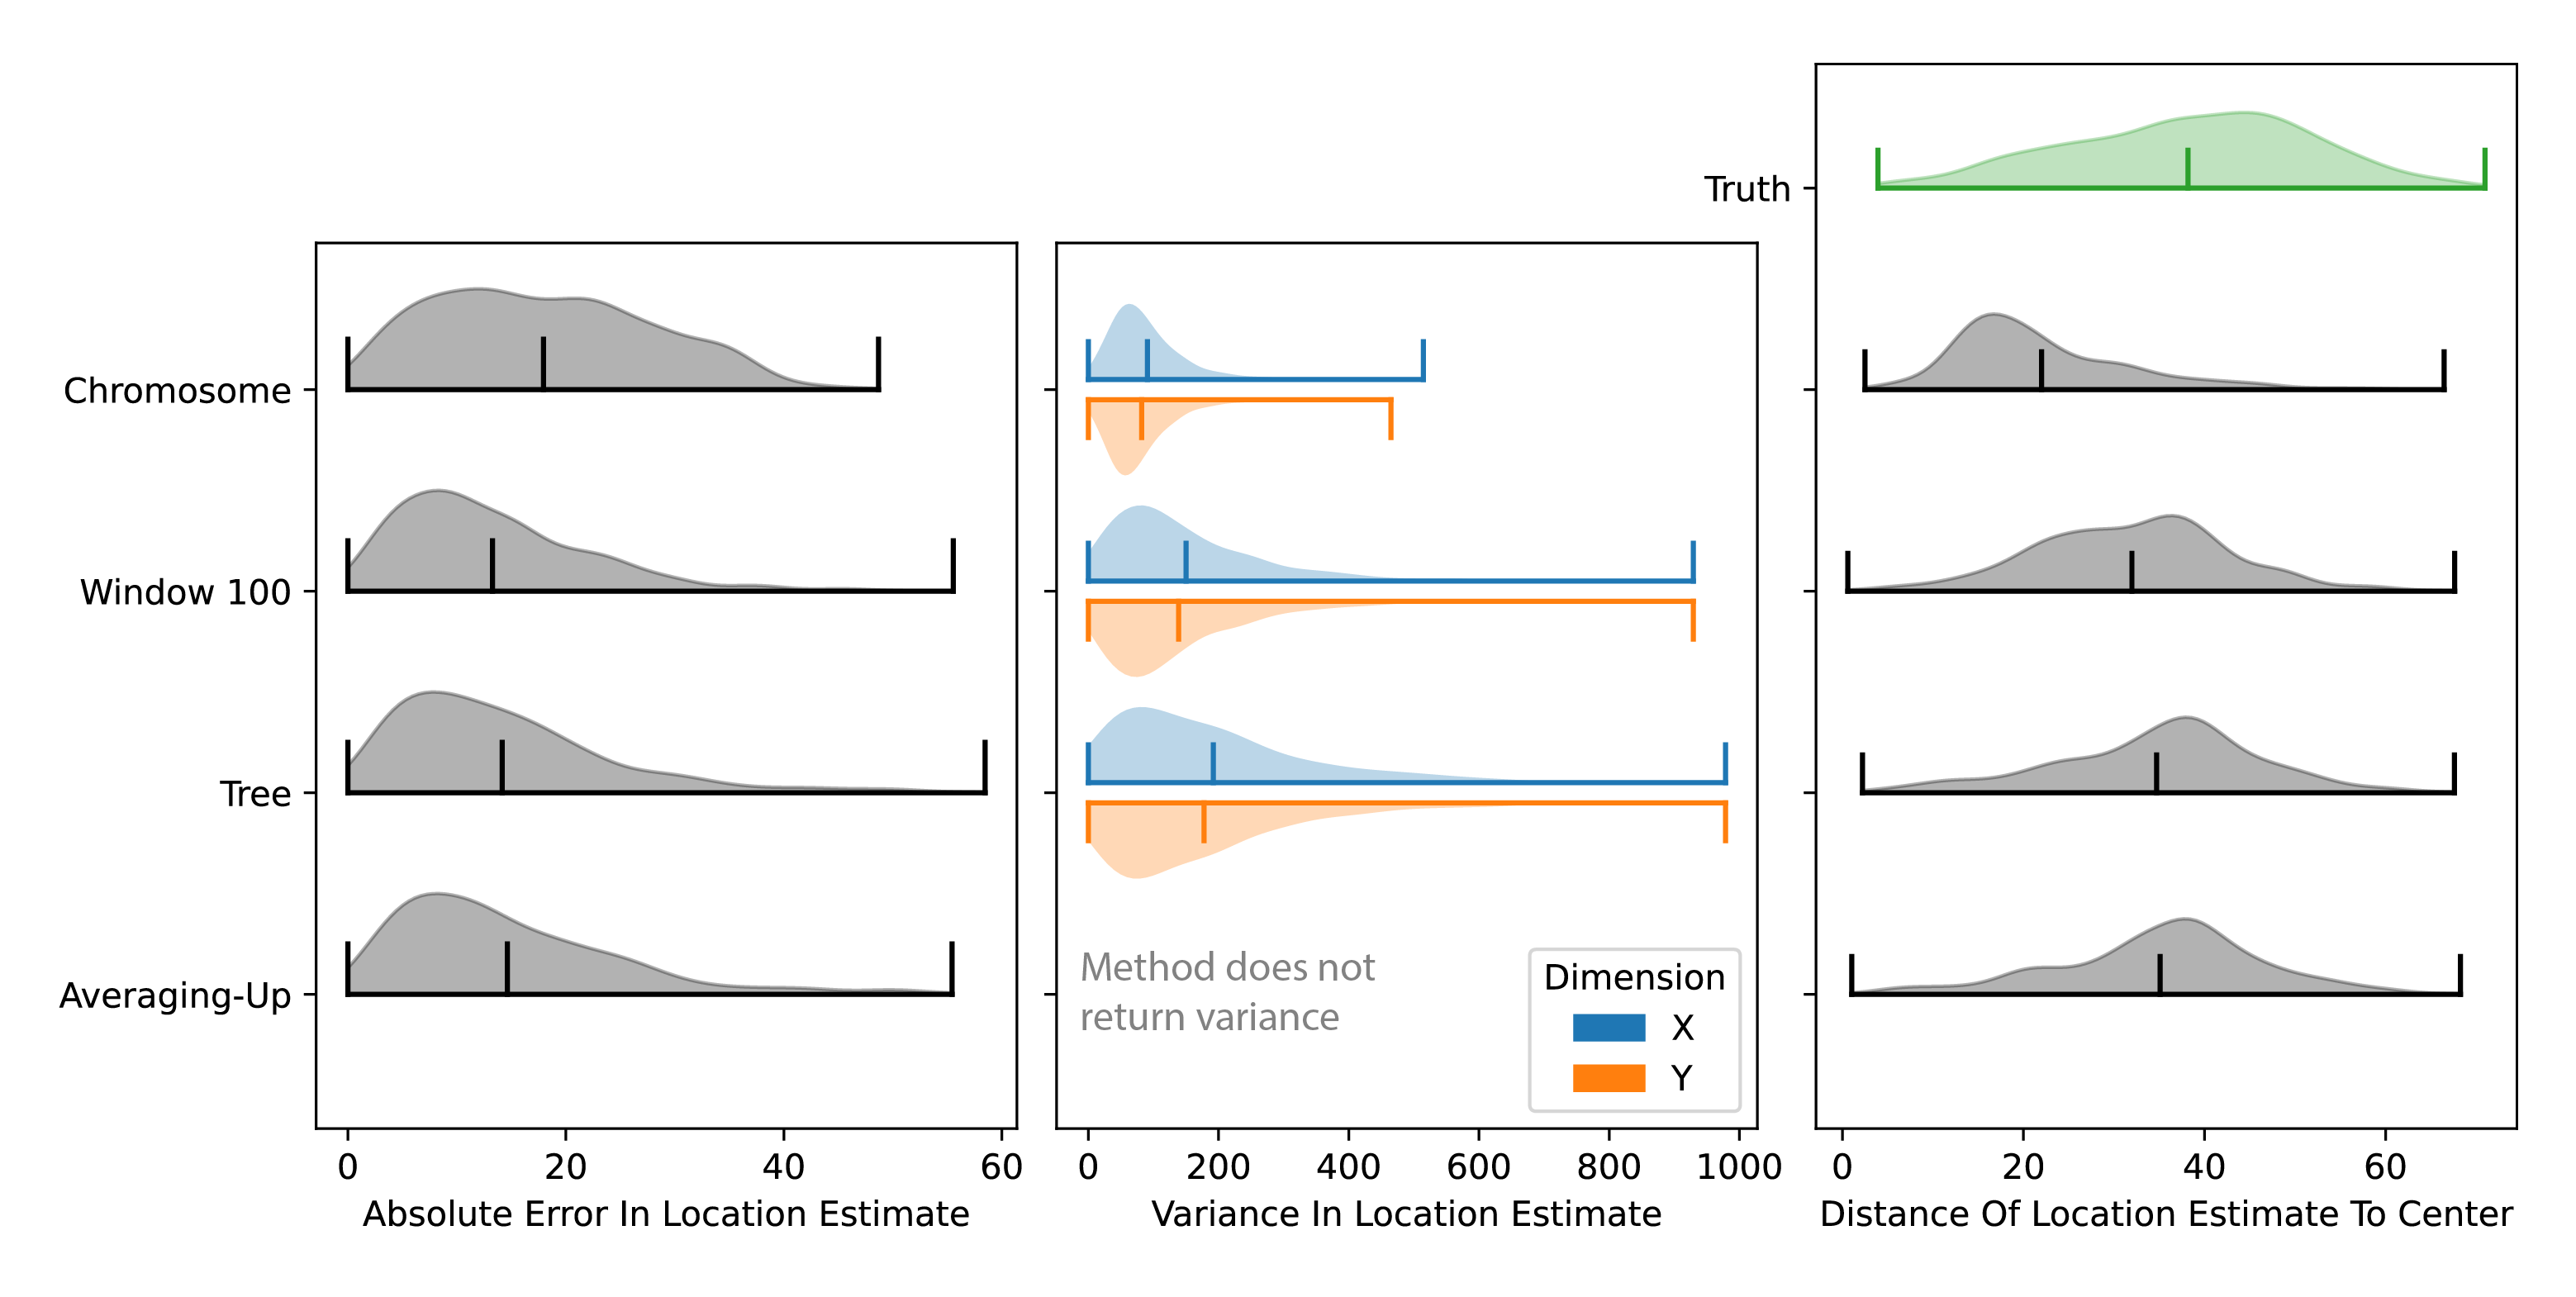 Truth
Chromosome
Window 100
Tree
Averaging-Up
Method does not
return variance
Dimension
X
Y
0 20 40 60
0 200 400 600 800 1000
0 20 40 60
Absolute Error In Location Estimate
Variance In Location Estimate
Distance Of Location Estimate To Center